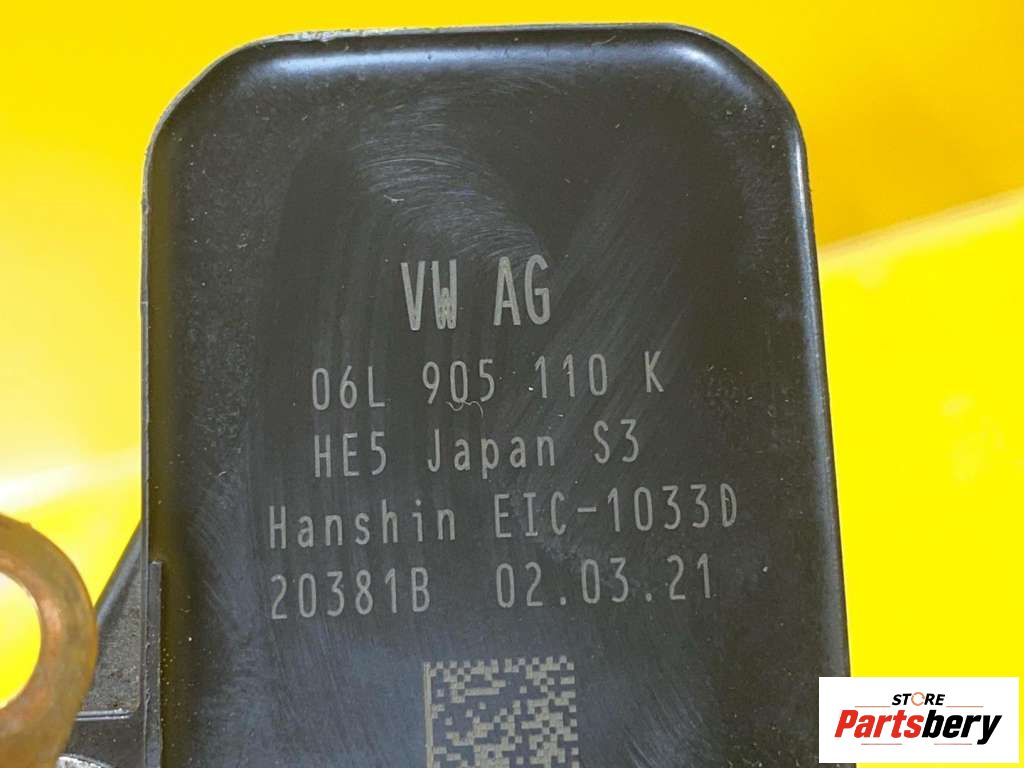 VW AG
06L 905 110 K
HE5 Japan S3
Hanshin EIC-1033D
20381B 02.03.21
STORE
Partsbery